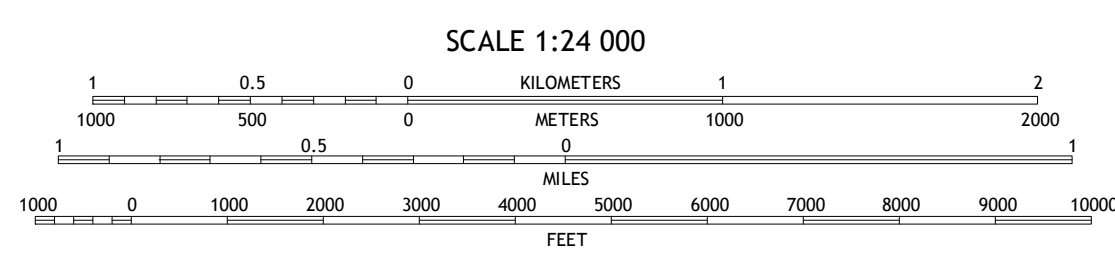 SCALE 1:24 000
1 0.5 0 KILOMETERS 1 2
1000 500 0 METERS 1000 2000
1 0.5 0 1
MILES
1000 0 1000 2000 3000 4000 5000 6000 7000 8000 9000 10000
FEET